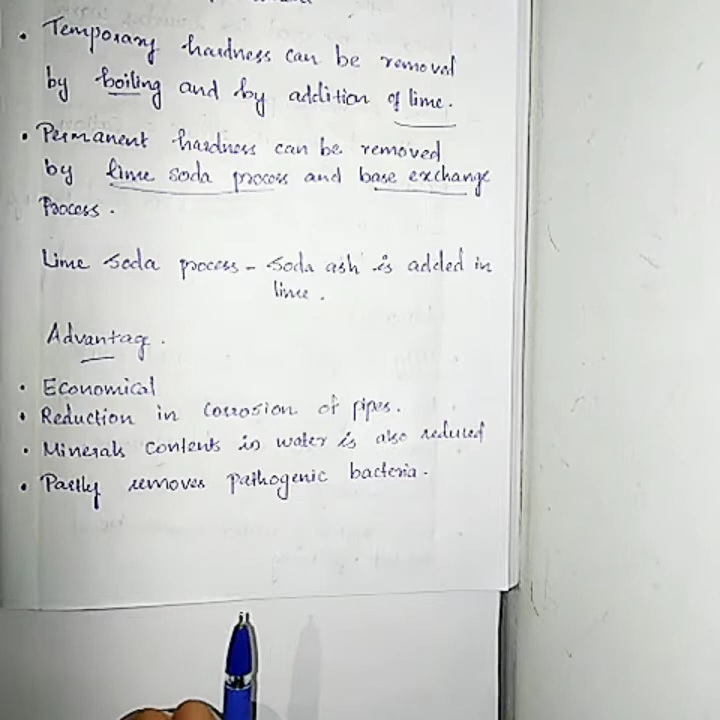 • Temporary hardness can be removed
by boiling and by addition of lime.
• Permanent hardness can be removed
by lime soda process and base exchange
Process.
Lime soda process - Soda ash is added in
lime.
Advantage.
• Economical
• Reduction in corrosion of pipes.
• Minerals contents in water is also reduced
• Partly removes pathogenic bacteria.